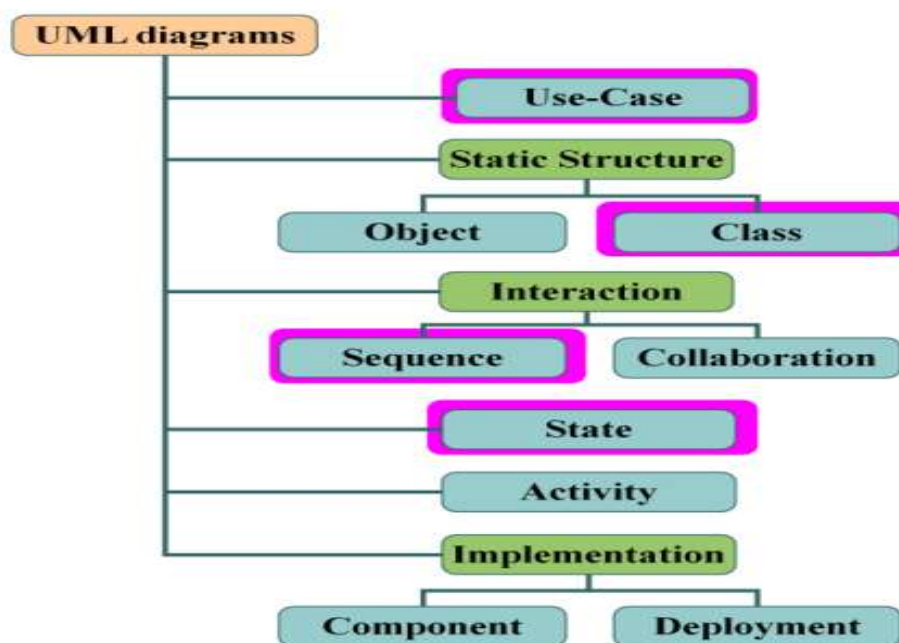 UML diagrams
Use-Case
Static Structure
Object
Class
Interaction
Sequence
Collaboration
State
Activity
Implementation
Component
Deployment